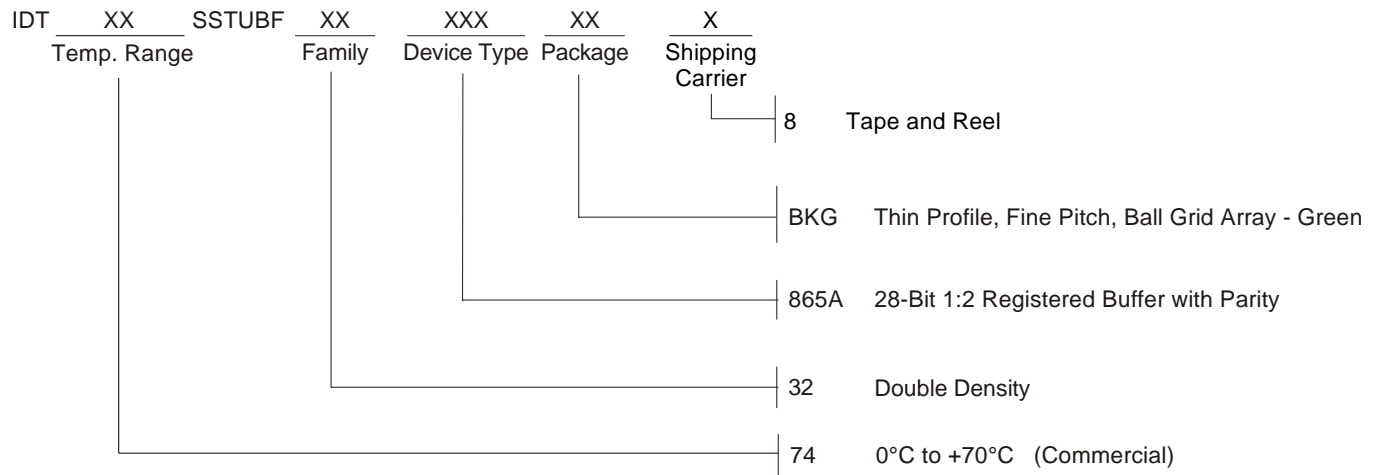 IDT XX SSTUBF XX XXX XX X
Temp. Range Family Device Type Package Shipping
Carrier
8 Tape and Reel
BKG Thin Profile, Fine Pitch, Ball Grid Array - Green
865A 28-Bit 1:2 Registered Buffer with Parity
32 Double Density
74 0°C to +70°C (Commercial)